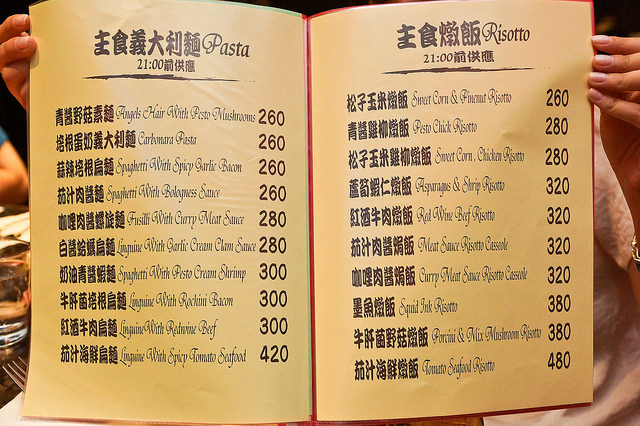 主食義大利麵 Pasta
21:00前供應
青醬野菇素麵 Angels Hair With Pesto Mushrooms 260
培根蛋奶義大利麵 Carbonara Pasta 260
蒜辣培根扁麵 Spaghetti With Spicy Garlic Bacon 260
茄汁肉醬麵 Spaghetti With Bologness Sauce 260
咖哩肉醬螺旋麵 Fusilli With Curry Meat Sauce 280
白醬蛤蠣扁麵 Linguine With Garlic Cream Clam Sauce 280
奶油青醬蝦麵 Spaghetti With Pesto Cream Shrimp 300
牛肝菌培根扁麵 Linguine With Rockini Bacon 300
紅酒牛肉扁麵 Linguine With Redwine Beef 300
茄汁海鮮扁麵 Linguine With Spicy Tomato Seafood 420
主食燉飯 Risotto
21:00前供應
松子玉米燉飯 Sweet Corn & Pinenut Risotto 260
青醬雞柳燉飯 Pesto Chick Risotto 280
松子玉米雞柳燉飯 Sweet Corn, Chicken Risotto 280
蘆筍蝦仁燉飯 Aspanagus & Shrip Risotto 320
紅酒牛肉燉飯 Red Wine Beef Risotto 320
茄汁肉醬焗飯 Meat Sauce Risotto Casseole 320
咖哩肉醬焗飯 Curry Meat Sauce Risotto Casseole 320
墨魚燉飯 Squid Ink Risotto 380
牛肝菌野菇燉飯 Porcini & Mix Mushroom Risotto 380
茄汁海鮮燉飯 Tomato Seafood Risotto 480